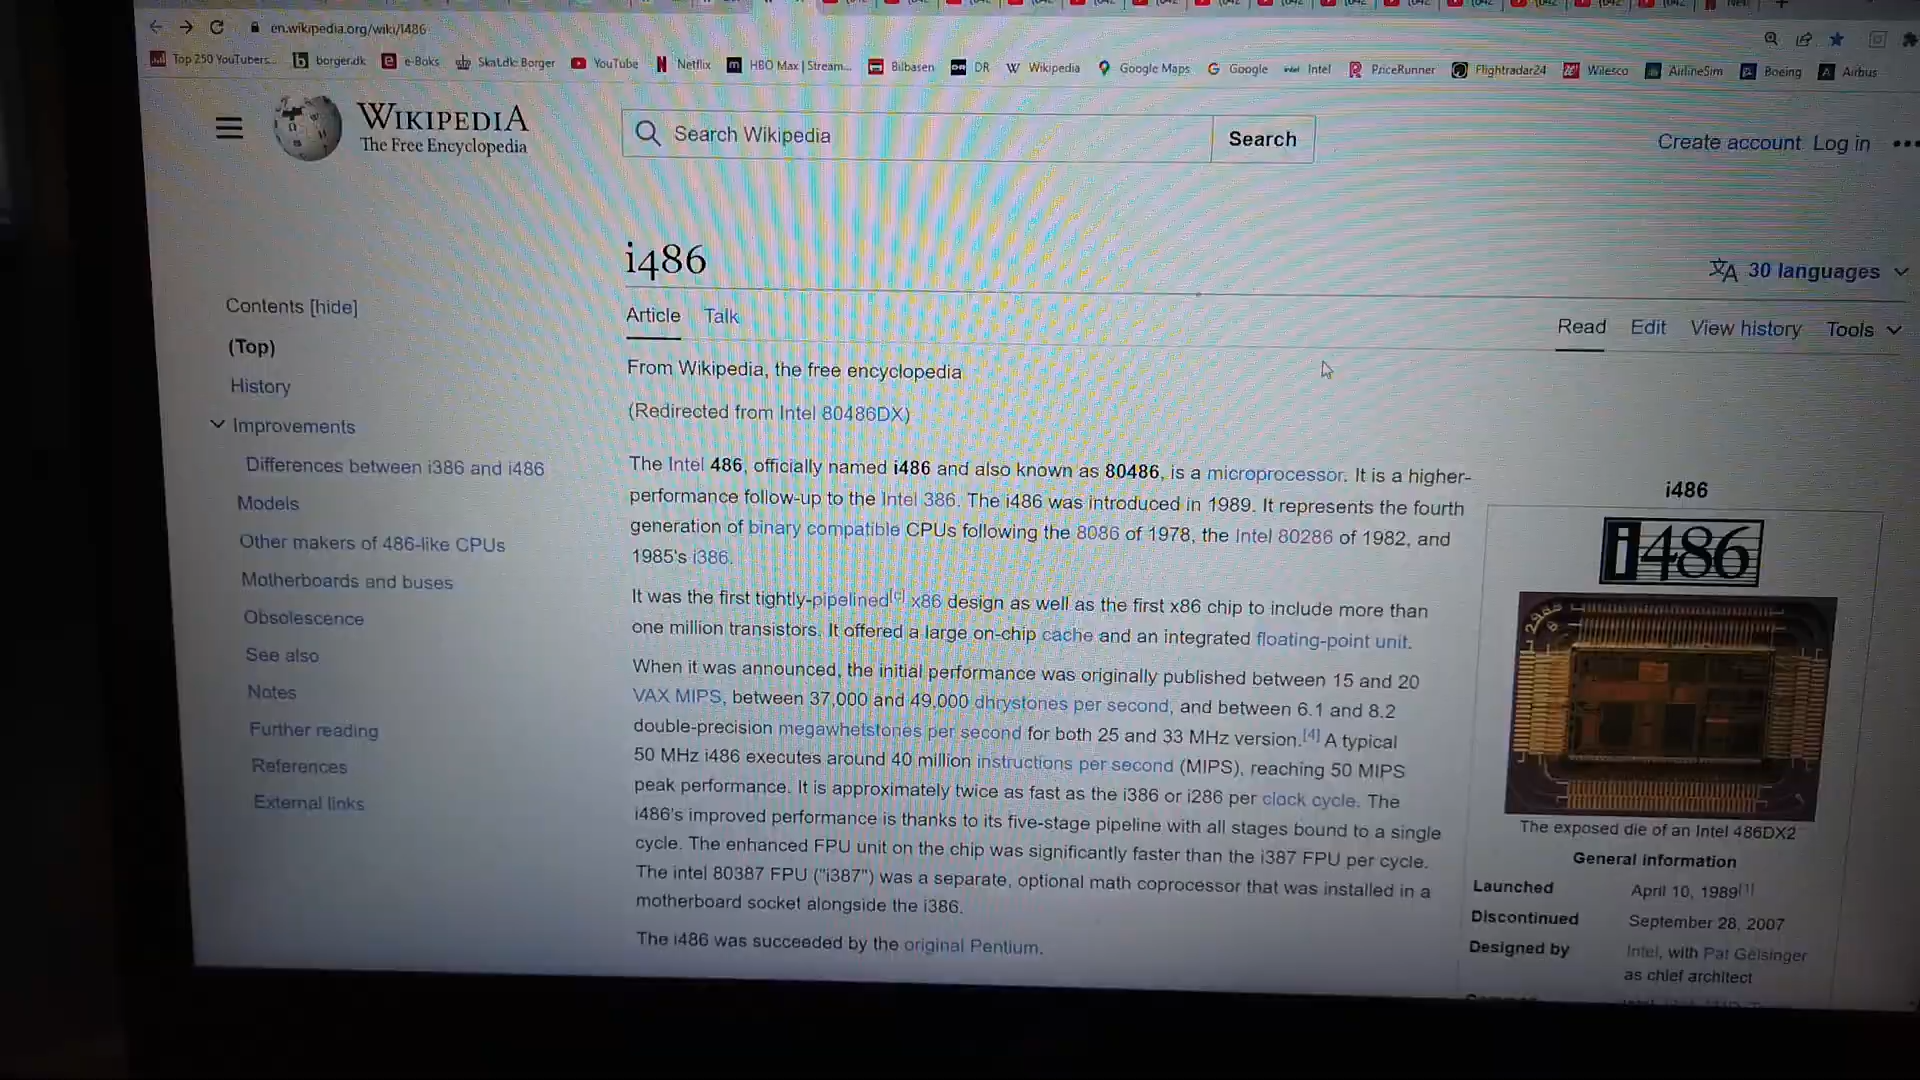 en.wikipedia.org/wiki/I486
Top 250 YouTubers... borger.dk e-Boks Skat.dk: Borger YouTube Netflix HBO Max | Stream... Bilbasen DR Wikipedia Google Maps Google Intel PriceRunner Flightradar24 Wilesco AirlineSim Boeing Airbus
WIKIPEDIA
The Free Encyclopedia
Search Wikipedia
Search
Create account Log in
i486
30 languages
Article Talk
Read Edit View history Tools
Contents [hide]
(Top)
History
Improvements
Differences between i386 and i486
Models
Other makers of 486-like CPUs
Motherboards and buses
Obsolescence
See also
Notes
Further reading
References
External links
From Wikipedia, the free encyclopedia
(Redirected from Intel 80486DX)
The Intel 486, officially named i486 and also known as 80486, is a microprocessor. It is a higher-
performance follow-up to the Intel 386. The i486 was introduced in 1989. It represents the fourth
generation of binary compatible CPUs following the 8086 of 1978, the Intel 80286 of 1982, and
1985's i386.
It was the first tightly-pipelined[c] x86 design as well as the first x86 chip to include more than
one million transistors. It offered a large on-chip cache and an integrated floating-point unit.
When it was announced, the initial performance was originally published between 15 and 20
VAX MIPS, between 37,000 and 49,000 dhrystones per second, and between 6.1 and 8.2
double-precision megawhetstones per second for both 25 and 33 MHz version.[4] A typical
50 MHz i486 executes around 40 million instructions per second (MIPS), reaching 50 MIPS
peak performance. It is approximately twice as fast as the i386 or i286 per clock cycle. The
i486's improved performance is thanks to its five-stage pipeline with all stages bound to a single
cycle. The enhanced FPU unit on the chip was significantly faster than the i387 FPU per cycle.
The intel 80387 FPU ("i387") was a separate, optional math coprocessor that was installed in a
motherboard socket alongside the i386.
The i486 was succeeded by the original Pentium.
i486
i486
The exposed die of an Intel 486DX2
General information
Launched April 10, 1989[1]
Discontinued September 28, 2007
Designed by Intel, with Pat Gelsinger
as chief architect